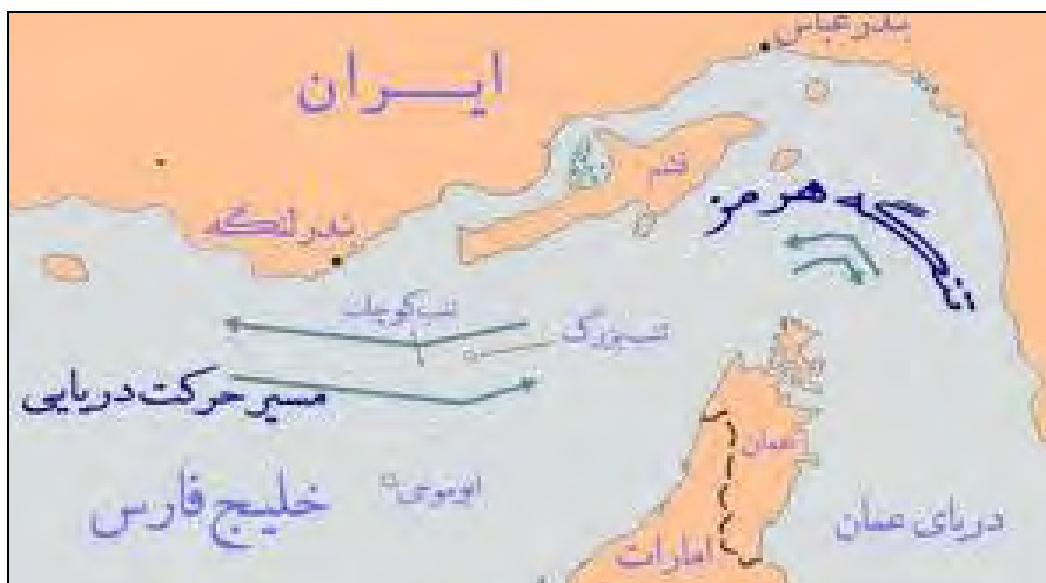 بندرعباس
ایـــران
قشم
تنگه هرمز
بندرلنگه
تنب کوچک
تنب بزرگ
مسیر حرکت دریایی
عمان
ابوموسی
خلیج فارس
دریای عمان
امارات